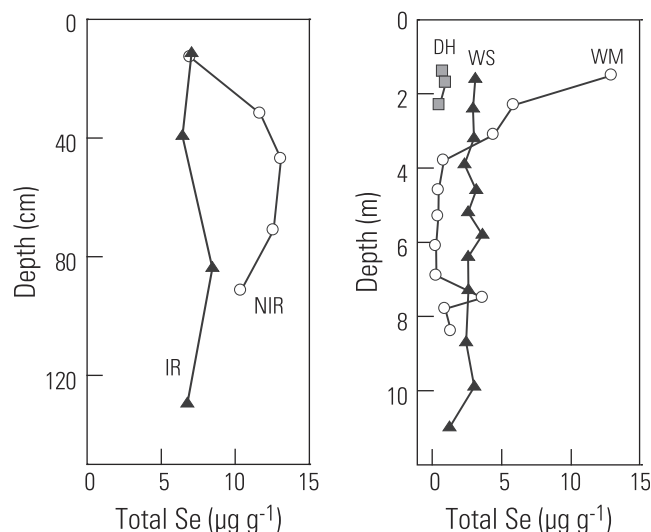 0
40
80
120
Depth (cm)
NIR
IR
0
5
10
15
Total Se (µg g-1)
0
2
4
6
8
10
Depth (m)
DH
WS
WM
0
5
10
15
Total Se (µg g-1)